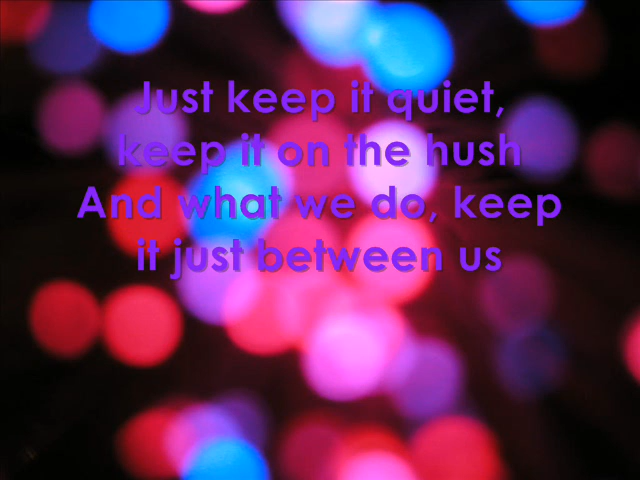 Just keep it quiet,
keep it on the hush
And what we do, keep
it just between us